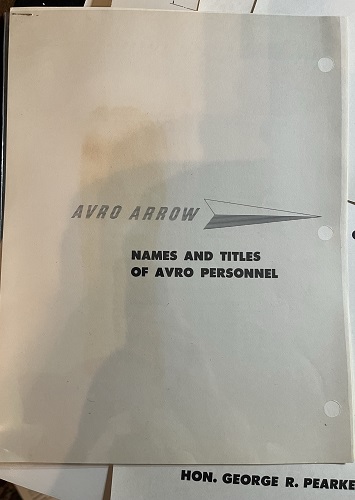 AVRO ARROW
NAMES AND TITLES
OF AVRO PERSONNEL
HON. GEORGE R. PEARKE